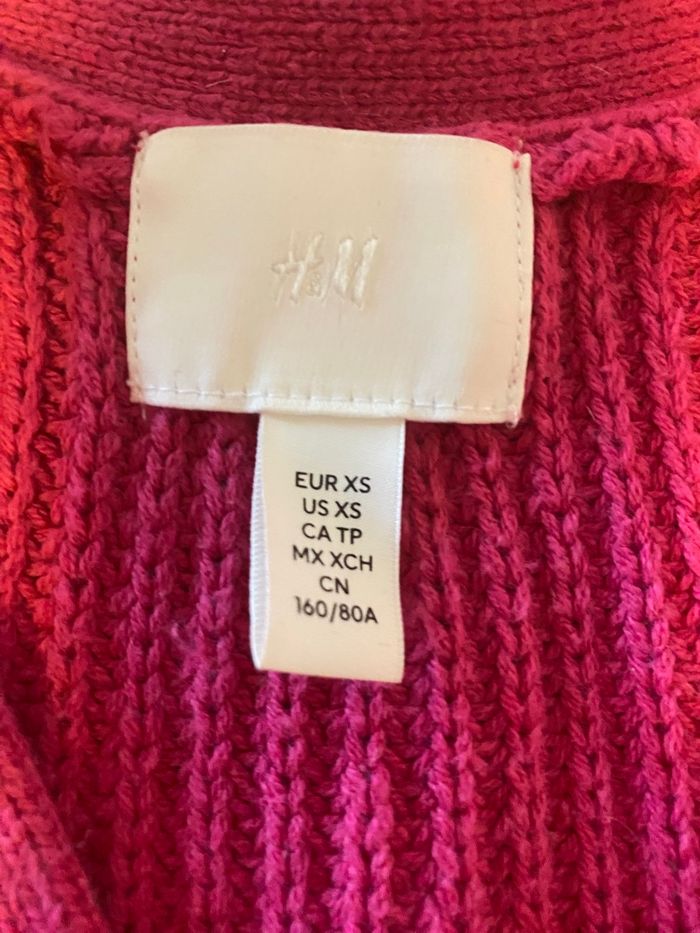 H&M
EUR XS
US XS
CA TP
MX XCH
CN
160/80A